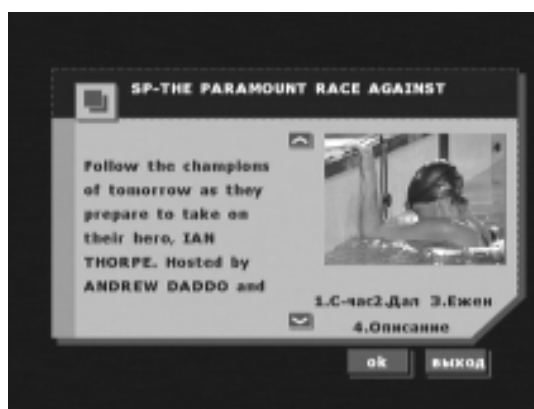 SP-THE PARAMOUNT RACE AGAINST
Follow the champions
of tomorrow as they
prepare to take on
their hero, IAN
THORPE. Hosted by
ANDREW DADDO and
1.С-час2.Дал 3.Ежен
4.Описание
ok выход